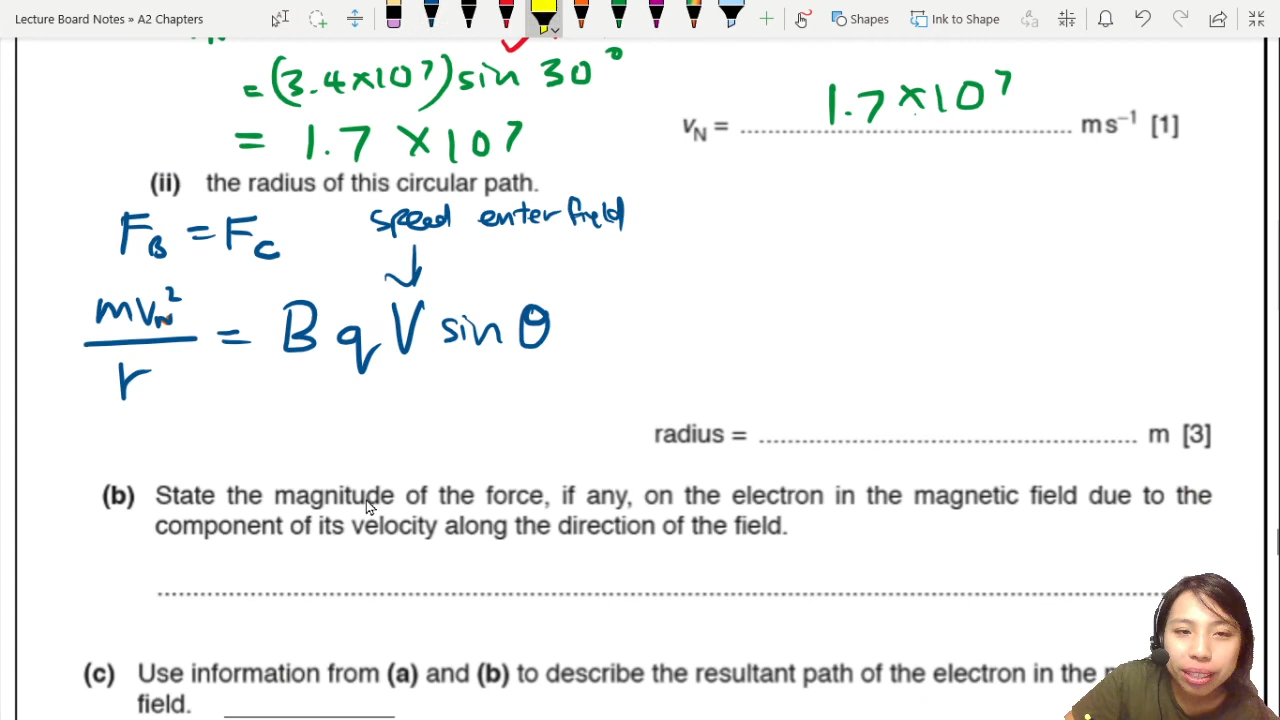 Lecture Board Notes » A2 Chapters
Shapes
Ink to Shape
= (3.4×10⁷) sin 30°
= 1.7 × 10⁷
v_N = 1.7×10⁷ m s⁻¹ [1]
(ii) the radius of this circular path.
F_B = F_C
speed enter field
↓
mv_N²/r = B q V sin θ
radius = m [3]
(b) State the magnitude of the force, if any, on the electron in the magnetic field due to the
component of its velocity along the direction of the field.
(c) Use information from (a) and (b) to describe the resultant path of the electron in the
field.